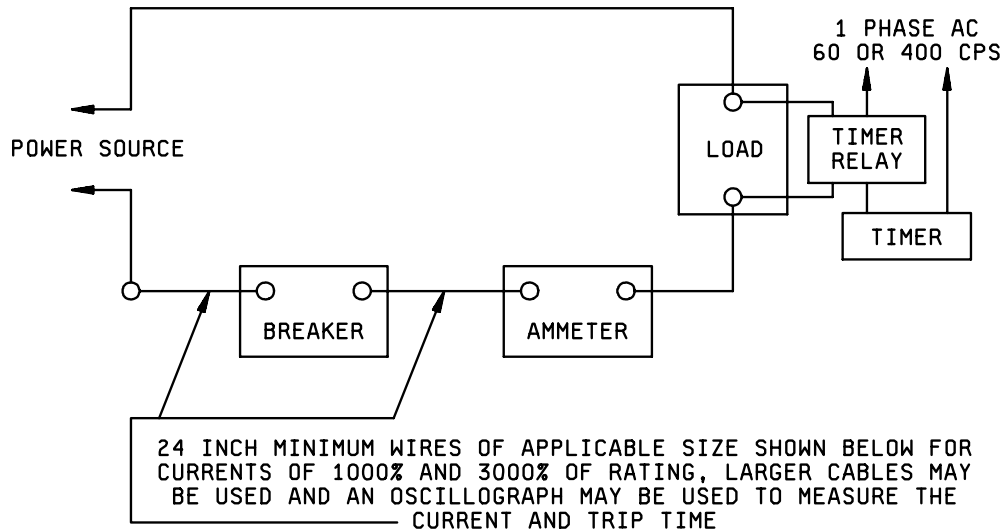 1 PHASE AC
60 OR 400 CPS
POWER SOURCE
LOAD
TIMER
RELAY
TIMER
BREAKER
AMMETER
24 INCH MINIMUM WIRES OF APPLICABLE SIZE SHOWN BELOW FOR
CURRENTS OF 1000% AND 3000% OF RATING, LARGER CABLES MAY
BE USED AND AN OSCILLOGRAPH MAY BE USED TO MEASURE THE
CURRENT AND TRIP TIME